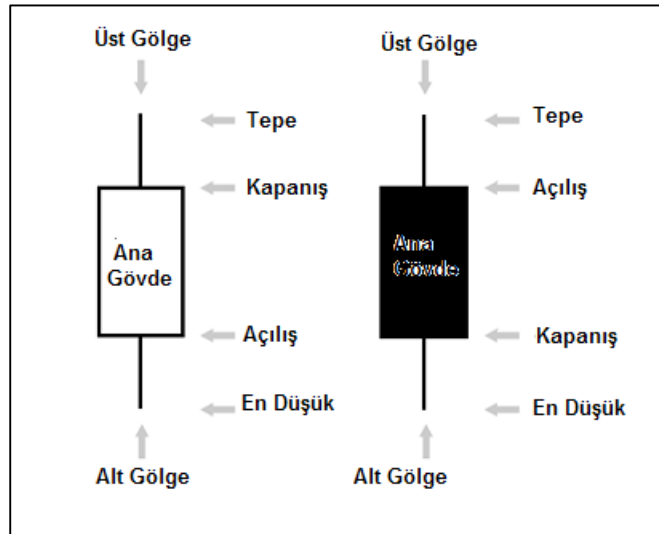 Üst Gölge
Üst Gölge
Tepe
Tepe
Kapanış
Açılış
Ana
Gövde
Ana
Gövde
Açılış
Kapanış
En Düşük
En Düşük
Alt Gölge
Alt Gölge